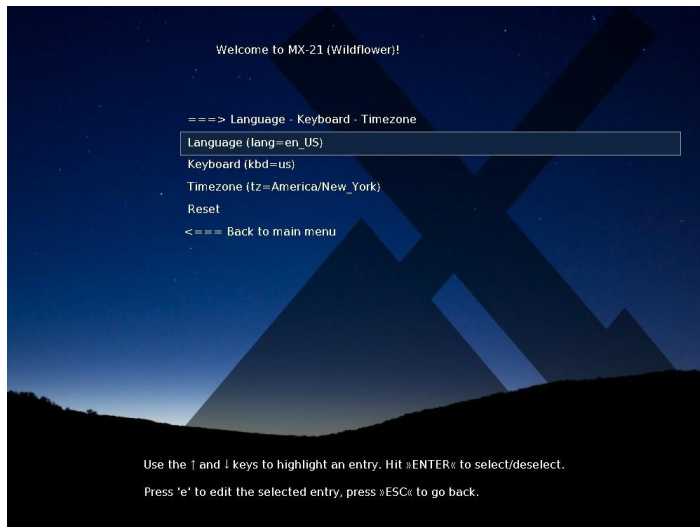 Welcome to MX-21 (Wildflower)!
===> Language - Keyboard - Timezone
Language (lang=en_US)
Keyboard (kbd=us)
Timezone (tz=America/New_York)
Reset
<=== Back to main menu
Use the ↑ and ↓ keys to highlight an entry. Hit »ENTER« to select/deselect.
Press 'e' to edit the selected entry, press »ESC« to go back.